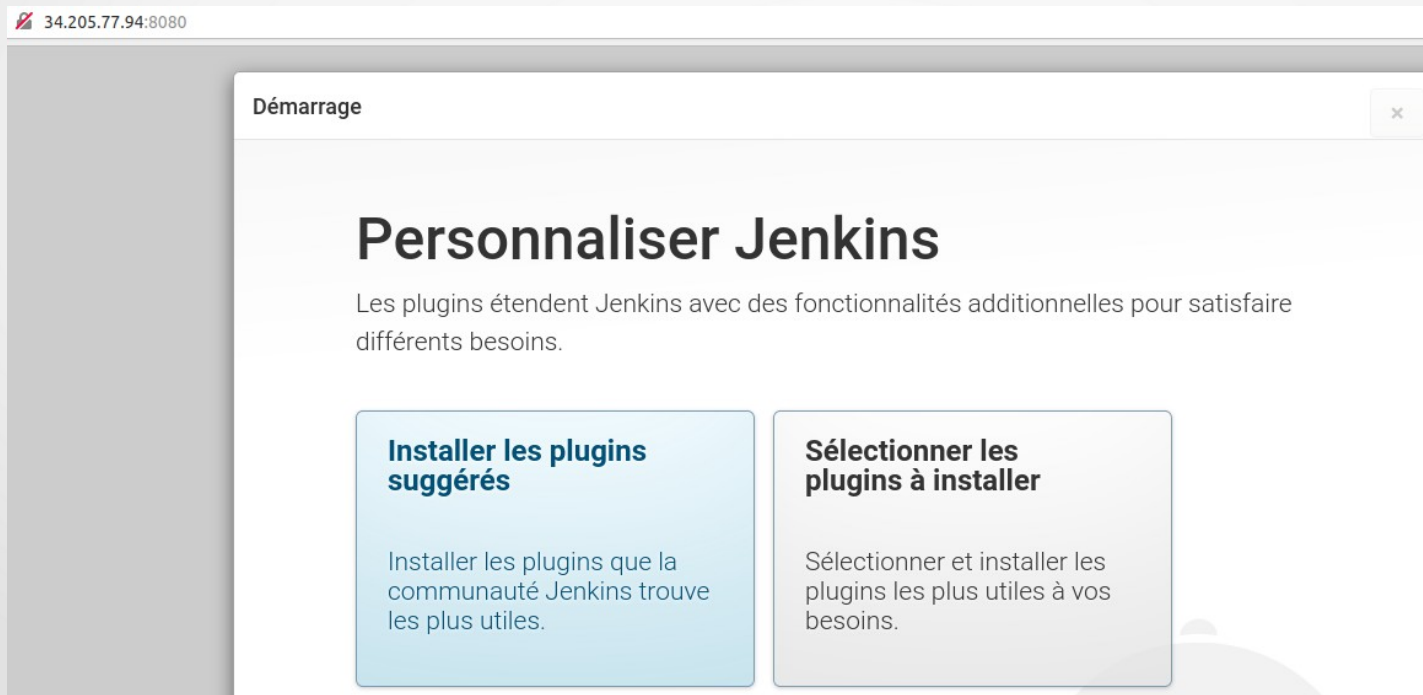 34.205.77.94:8080
Démarrage
×
Personnaliser Jenkins
Les plugins étendent Jenkins avec des fonctionnalités additionnelles pour satisfaire
différents besoins.
Installer les plugins
suggérés
Installer les plugins que la
communauté Jenkins trouve
les plus utiles.
Sélectionner les
plugins à installer
Sélectionner et installer les
plugins les plus utiles à vos
besoins.